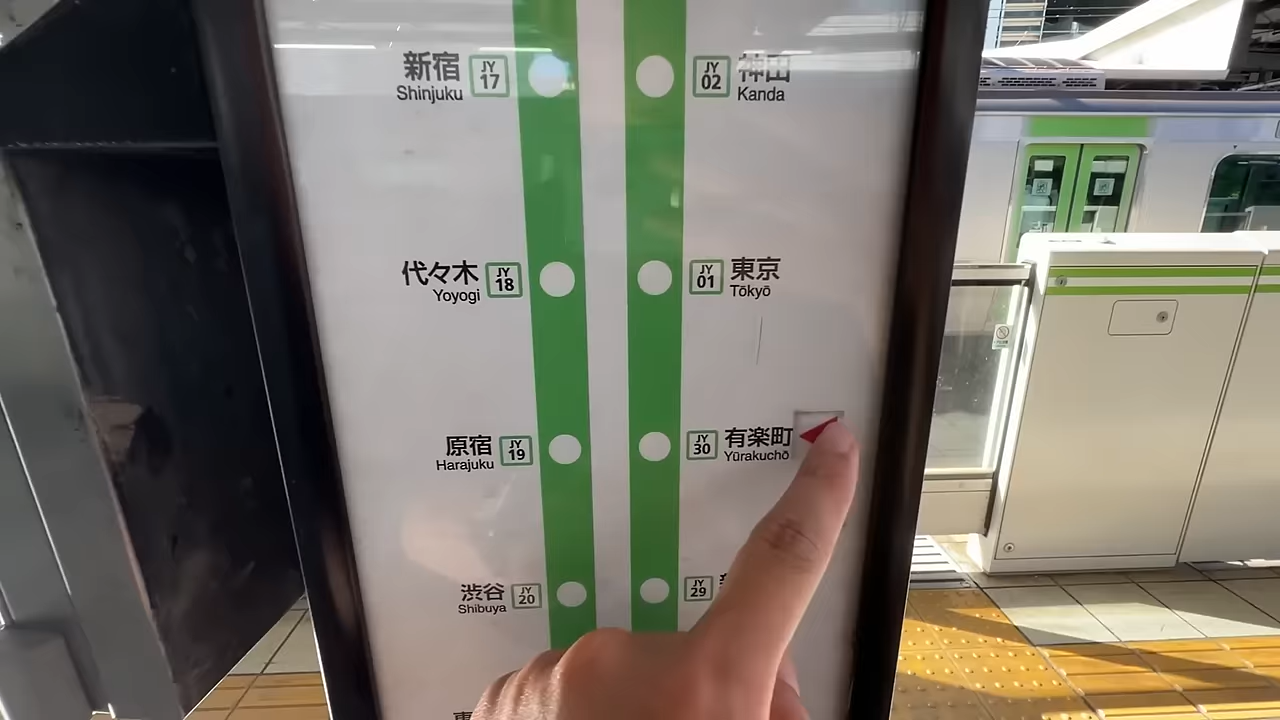 新宿
Shinjuku
JY
17
JY
02
神田
Kanda
代々木
Yoyogi
JY
18
JY
01
東京
Tōkyō
原宿
Harajuku
JY
19
JY
30
有楽町
Yūrakuchō
渋谷
Shibuya
JY
20
JY
29